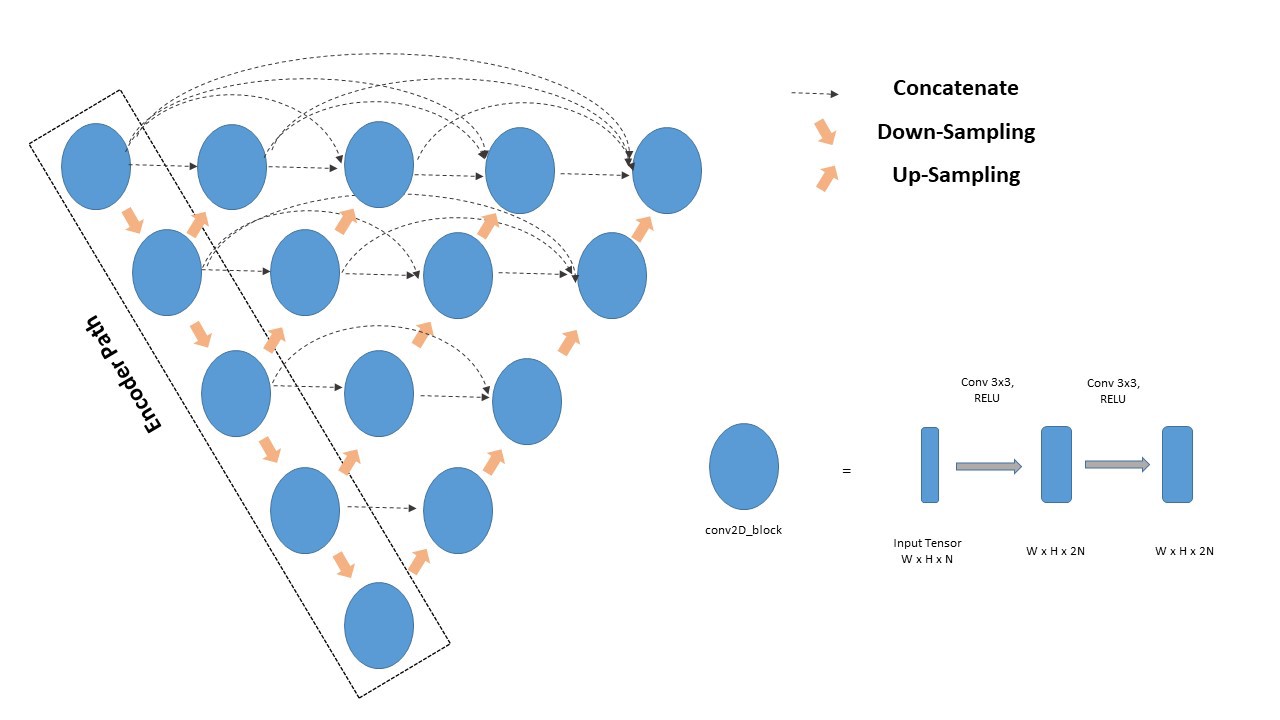 Concatenate
Down-Sampling
Up-Sampling
Encoder Path
Conv 3x3,
RELU
Conv 3x3,
RELU
=
conv2D_block
Input Tensor
W x H x N
W x H x 2N
W x H x 2N